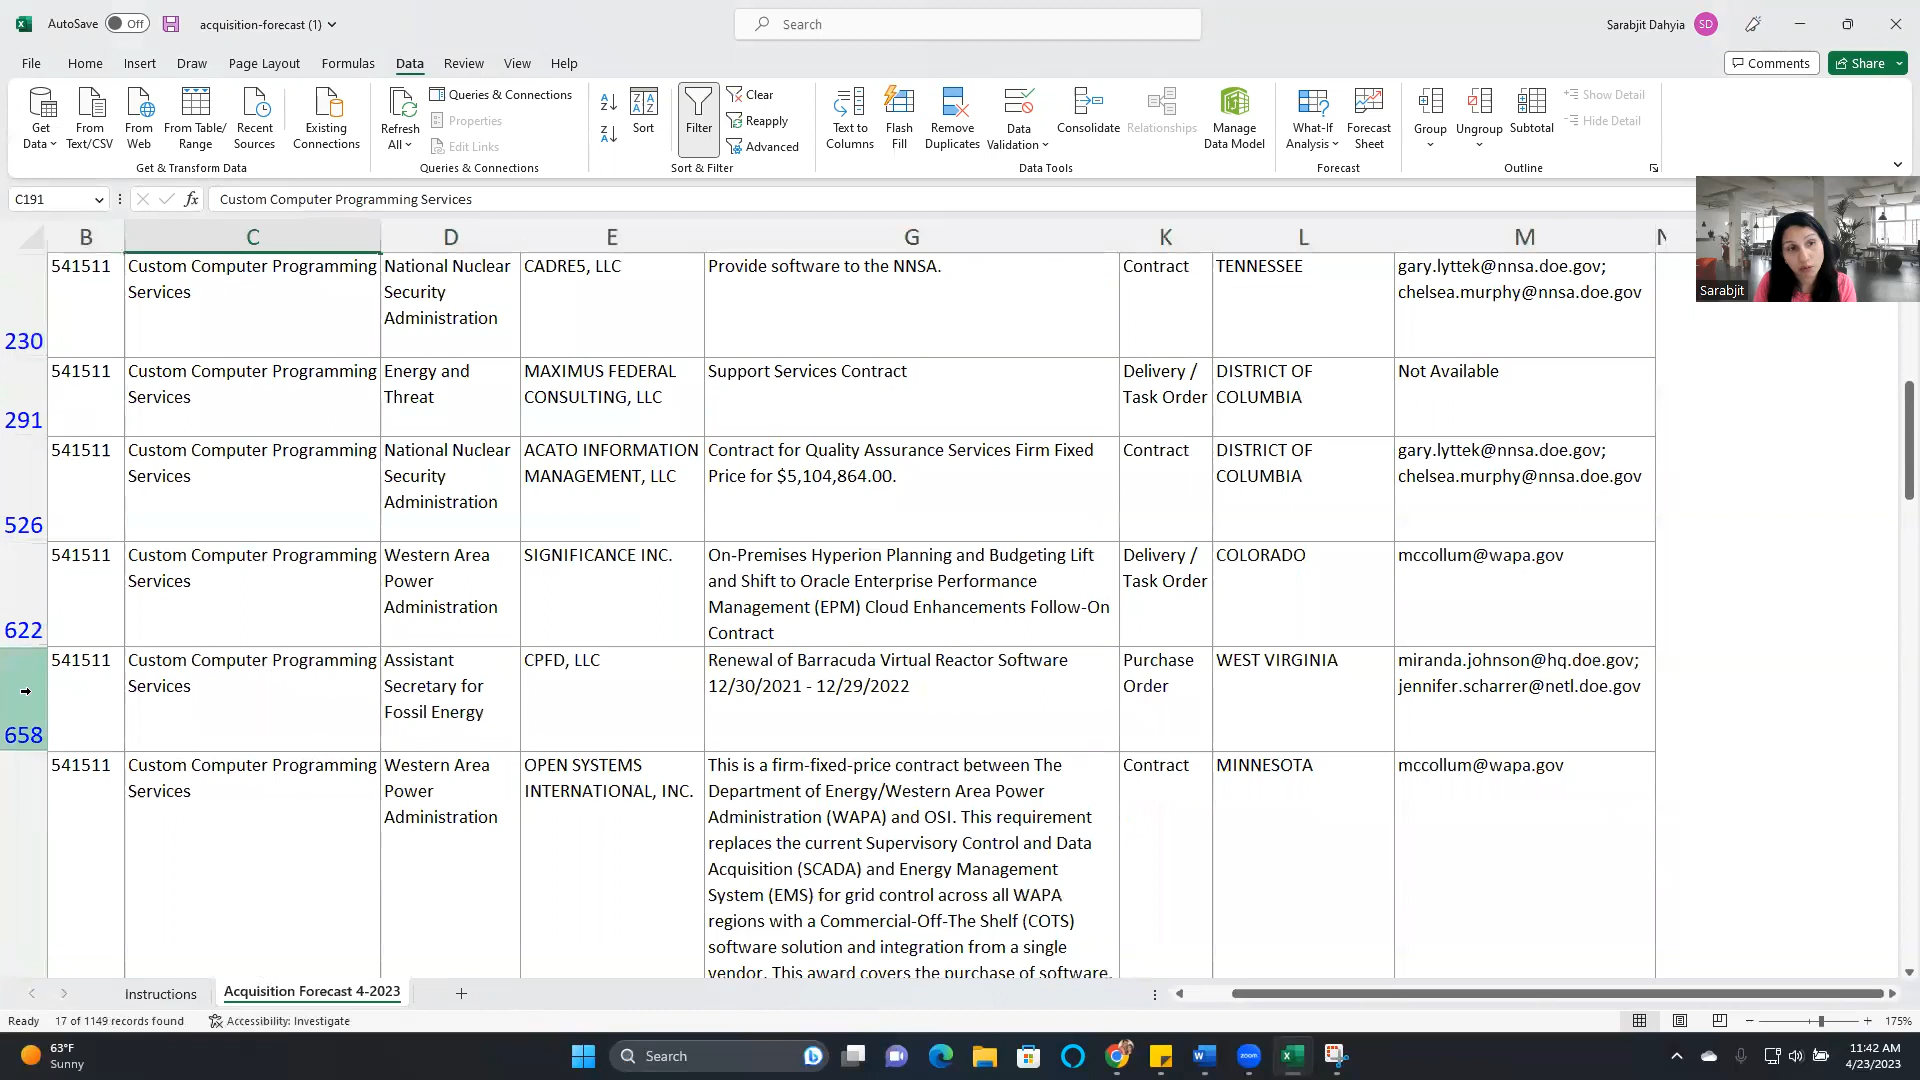 AutoSave Off acquisition-forecast (1) Search Sarabjit Dahyia SD
File Home Insert Draw Page Layout Formulas Data Review View Help Comments Share
Get Data
From Text/CSV
From Web
From Table/ Range
Recent Sources
Existing Connections
Get & Transform Data
Refresh All
Queries & Connections
Properties
Edit Links
Queries & Connections
Sort
Filter
Clear
Reapply
Advanced
Sort & Filter
Text to Columns
Flash Fill
Remove Duplicates
Data Validation
Consolidate
Relationships
Manage Data Model
Data Tools
What-If Analysis
Forecast Sheet
Forecast
Group
Ungroup
Subtotal
Show Detail
Hide Detail
Outline
C191 fx Custom Computer Programming Services
Sarabjit
B C D E G K L M N
230
541511
Custom Computer Programming
Services
National Nuclear
Security
Administration
CADRE5, LLC
Provide software to the NNSA.
Contract
TENNESSEE
gary.lyttek@nnsa.doe.gov;
chelsea.murphy@nnsa.doe.gov
291
541511
Custom Computer Programming
Services
Energy and
Threat
MAXIMUS FEDERAL
CONSULTING, LLC
Support Services Contract
Delivery /
Task Order
DISTRICT OF
COLUMBIA
Not Available
526
541511
Custom Computer Programming
Services
National Nuclear
Security
Administration
ACATO INFORMATION
MANAGEMENT, LLC
Contract for Quality Assurance Services Firm Fixed
Price for $5,104,864.00.
Contract
DISTRICT OF
COLUMBIA
gary.lyttek@nnsa.doe.gov;
chelsea.murphy@nnsa.doe.gov
622
541511
Custom Computer Programming
Services
Western Area
Power
Administration
SIGNIFICANCE INC.
On-Premises Hyperion Planning and Budgeting Lift
and Shift to Oracle Enterprise Performance
Management (EPM) Cloud Enhancements Follow-On
Contract
Delivery /
Task Order
COLORADO
mccollum@wapa.gov
658
541511
Custom Computer Programming
Services
Assistant
Secretary for
Fossil Energy
CPFD, LLC
Renewal of Barracuda Virtual Reactor Software
12/30/2021 - 12/29/2022
Purchase
Order
WEST VIRGINIA
miranda.johnson@hq.doe.gov;
jennifer.scharrer@netl.doe.gov
541511
Custom Computer Programming
Services
Western Area
Power
Administration
OPEN SYSTEMS
INTERNATIONAL, INC.
This is a firm-fixed-price contract between The
Department of Energy/Western Area Power
Administration (WAPA) and OSI. This requirement
replaces the current Supervisory Control and Data
Acquisition (SCADA) and Energy Management
System (EMS) for grid control across all WAPA
regions with a Commercial-Off-The Shelf (COTS)
software solution and integration from a single
vendor. This award covers the purchase of software,
Contract
MINNESOTA
mccollum@wapa.gov
Instructions Acquisition Forecast 4-2023
Ready 17 of 1149 records found Accessibility: Investigate 175%
63°F
Sunny
Search
zoom
11:42 AM
4/23/2023